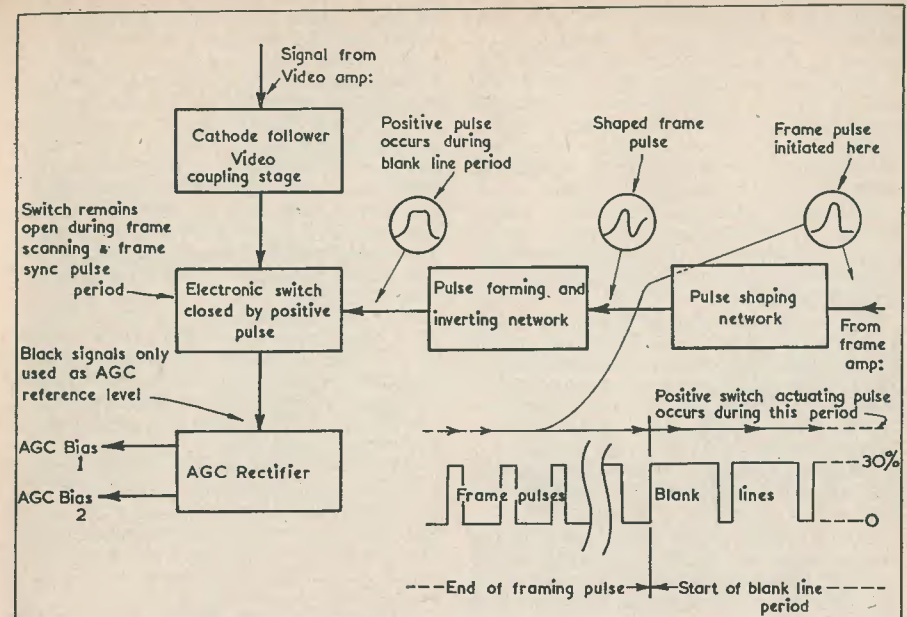 Signal from
Video amp:
Cathode follower
Video
coupling stage
Positive pulse
occurs during
blank line period
Shaped frame
pulse
Frame pulse
initiated here
Switch remains
open during frame
scanning & frame
sync pulse
period
Electronic switch
closed by positive
pulse
Pulse forming and
inverting network
Pulse shaping
network
From
frame
amp:
Black signals only
used as AGC
reference level
Positive switch actuating pulse
occurs during this period
AGC Bias
1
AGC Bias
2
AGC Rectifier
Frame pulses
Blank lines
30%
0
End of framing pulse
Start of blank line
period